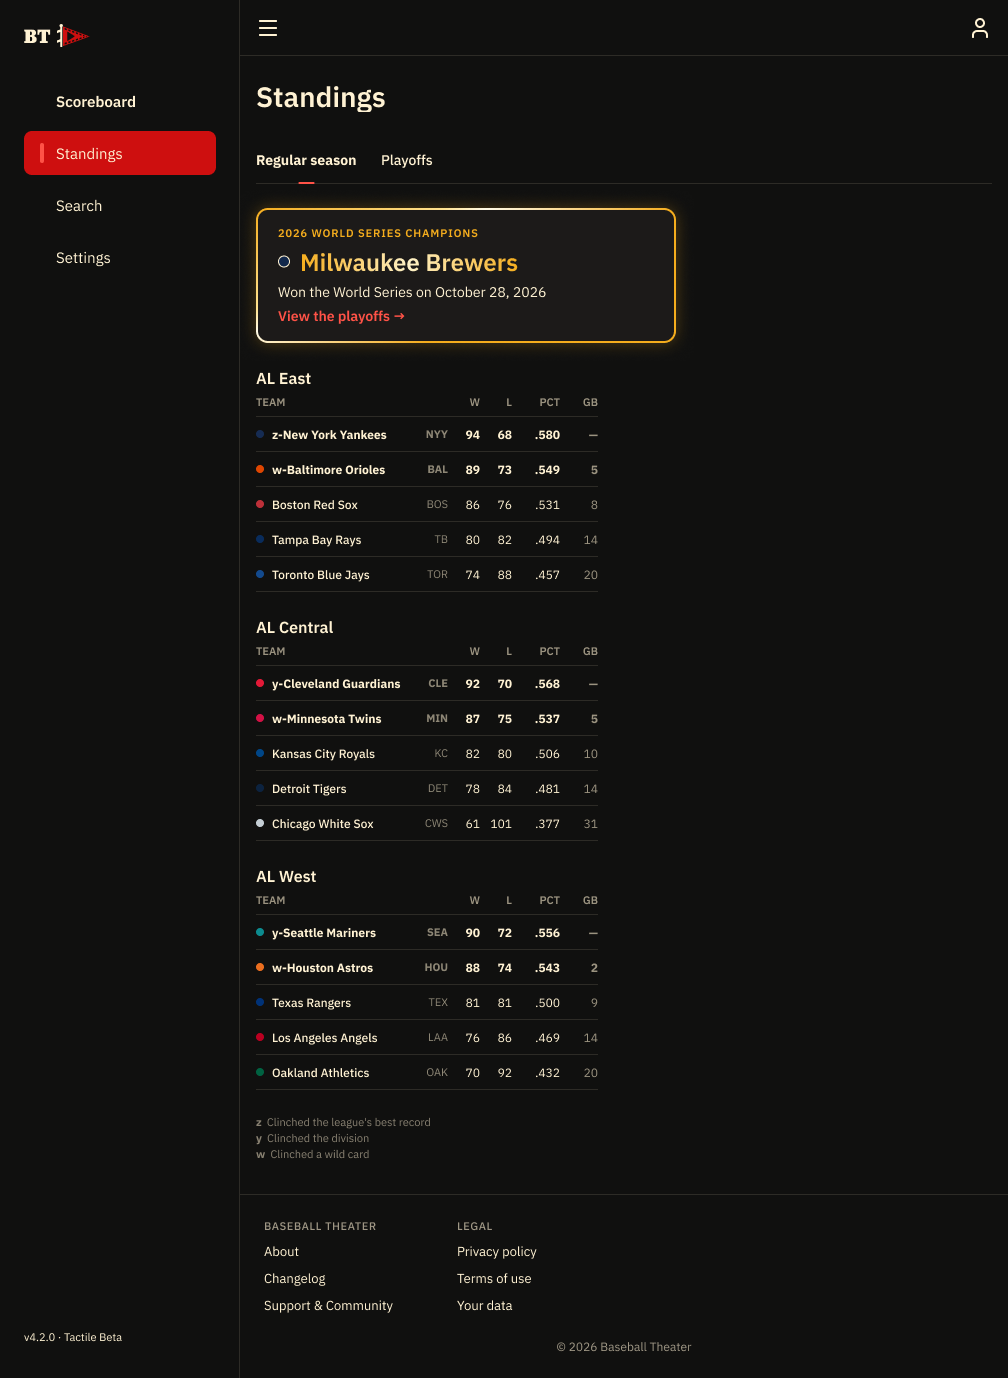 BT
Scoreboard
Standings
Search
Settings
v4.2.0 · Tactile Beta
Standings
Regular season Playoffs
2026 WORLD SERIES CHAMPIONS
Milwaukee Brewers
Won the World Series on October 28, 2026
View the playoffs →
AL East
TEAM W L PCT GB
z-New York Yankees NYY 94 68 .580 —
w-Baltimore Orioles BAL 89 73 .549 5
Boston Red Sox BOS 86 76 .531 8
Tampa Bay Rays TB 80 82 .494 14
Toronto Blue Jays TOR 74 88 .457 20
AL Central
TEAM W L PCT GB
y-Cleveland Guardians CLE 92 70 .568 —
w-Minnesota Twins MIN 87 75 .537 5
Kansas City Royals KC 82 80 .506 10
Detroit Tigers DET 78 84 .481 14
Chicago White Sox CWS 61 101 .377 31
AL West
TEAM W L PCT GB
y-Seattle Mariners SEA 90 72 .556 —
w-Houston Astros HOU 88 74 .543 2
Texas Rangers TEX 81 81 .500 9
Los Angeles Angels LAA 76 86 .469 14
Oakland Athletics OAK 70 92 .432 20
z Clinched the league's best record
y Clinched the division
w Clinched a wild card
BASEBALL THEATER LEGAL
About Privacy policy
Changelog Terms of use
Support & Community Your data
© 2026 Baseball Theater